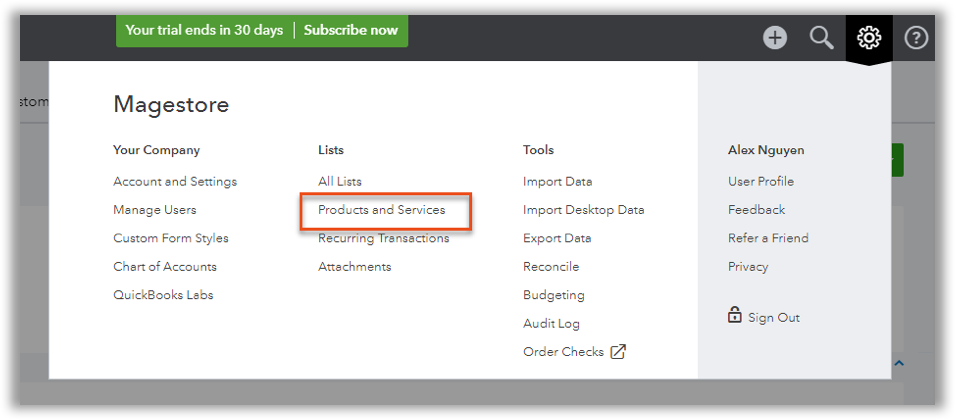 Your trial ends in 30 days | Subscribe now
stom
Magestore
Your Company
Account and Settings
Manage Users
Custom Form Styles
Chart of Accounts
QuickBooks Labs
Lists
All Lists
Products and Services
Recurring Transactions
Attachments
Tools
Import Data
Import Desktop Data
Export Data
Reconcile
Budgeting
Audit Log
Order Checks
Alex Nguyen
User Profile
Feedback
Refer a Friend
Privacy
Sign Out